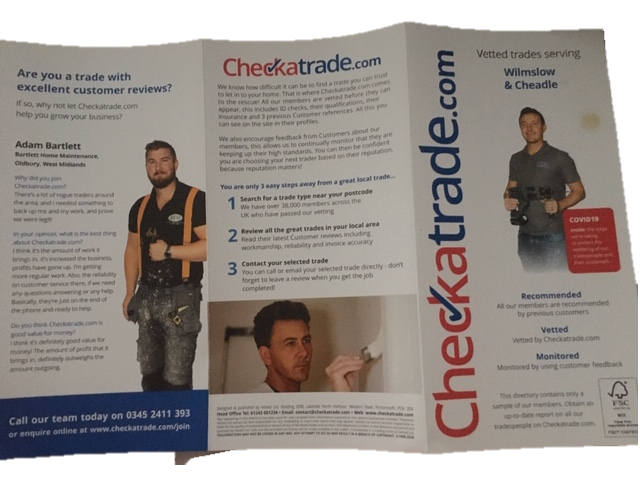 Are you a trade with
excellent customer reviews?
If so, why not let Checkatrade.com
help you grow your business?
Adam Bartlett
Bartlett Home Maintenance,
Oldbury, West Midlands
Why did you join
Checkatrade.com?
There's a lot of rogue traders around
the area, and I needed something to
back up me and my work, and prove
we were legit!
In your opinion, what is the best thing
about Checkatrade.com?
I think it's the amount of work it
brings in, it's increased the business,
profits have gone up, I'm getting
more regular work. Also, the reliability
on customer service there, if we need
any questions answering or any help.
Basically, they're just on the end of
the phone and ready to help.
Do you think Checkatrade.com is
good value for money?
I think it's definitely good value for
money! The amount of profit that it
brings in, definitely outweighs the
amount outgoing.
Call our team today on 0345 2411 393
or enquire online at www.checkatrade.com/join
Checkatrade.com
We know how difficult it can be to find a trade you can trust
to let in to your home. That is where Checkatrade.com comes
to the rescue! All our members are vetted before they can
appear, this includes ID checks, their qualifications, their
insurance and 3 previous Customer references. All this you
can see on the site in their profiles.
We also encourage feedback from Customers about our
members, this allows us to continually monitor that they are
keeping up their high standards. You can then be confident
you are choosing your next trader based on their reputation,
because reputation matters!
You are only 3 easy steps away from a great local trade...
1 Search for a trade type near your postcode
We have over 38,000 members across the
UK who have passed our vetting
2 Review all the great trades in your local area
Read their latest Customer reviews including
workmanship, reliability and invoice accuracy
3 Contact your selected trade
You can call or email your selected trade directly - don't
forget to leave a review when you get the job
completed!
Head Office Tel: 01243 601234 • Email: contact@checkatrade.com • Web: www.checkatrade.com
Checkatrade.com
Vetted trades serving
Wilmslow
& Cheadle
COVID19
Recommended
All our members are recommended
by previous customers
Vetted
Vetted by Checkatrade.com
Monitored
Monitored by using customer feedback
This directory contains only a
sample of our members. Obtain an
up-to-date report on all our
tradespeople on Checkatrade.com
FSC